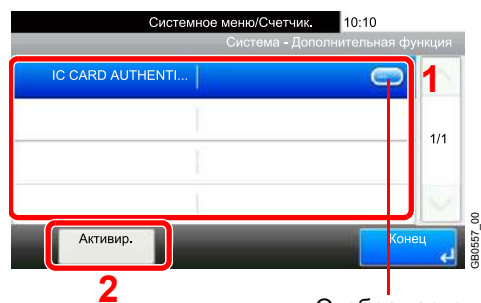 Системное меню/Счетчик. 10:10
Система - Дополнительная функция
IC CARD AUTHENTI...
1
1/1
Активир.
Конец
2
GB0557_00